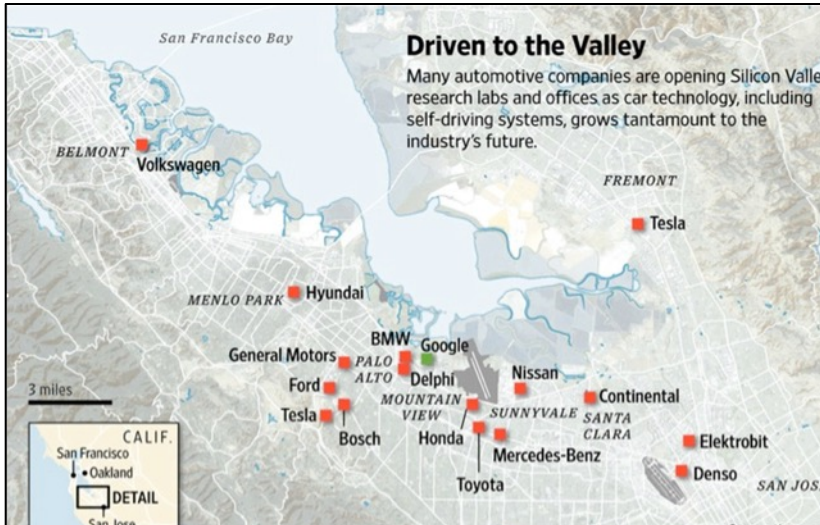 San Francisco Bay
Driven to the Valley
Many automotive companies are opening Silicon Valle
research labs and offices as car technology, including
self-driving systems, grows tantamount to the
industry's future.
BELMONT
Volkswagen
FREMONT
Tesla
MENLO PARK
Hyundai
BMW
Google
General Motors
PALO
ALTO
Delphi
Nissan
3 miles
Ford
MOUNTAIN
VIEW
SUNNYVALE
Continental
SANTA
CLARA
Tesla
Bosch
Honda
Mercedes-Benz
Elektrobit
Toyota
Denso
SAN JOS
CALIF.
San Francisco
Oakland
DETAIL
San Jose